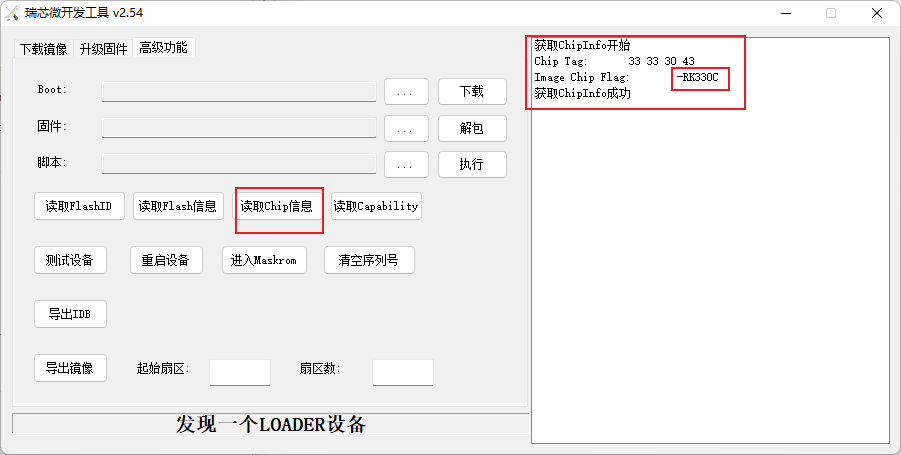 瑞芯微开发工具 v2.54
下载镜像 升级固件 高级功能
Boot: ... 下载
固件: ... 解包
脚本: ... 执行
读取FlashID 读取Flash信息 读取Chip信息 读取Capability
测试设备 重启设备 进入Maskrom 清空序列号
导出IDB
导出镜像 起始扇区: 扇区数:
发现一个LOADER设备
获取ChipInfo开始
Chip Tag: 33 33 30 43
Image Chip Flag: -RK330C
获取ChipInfo成功